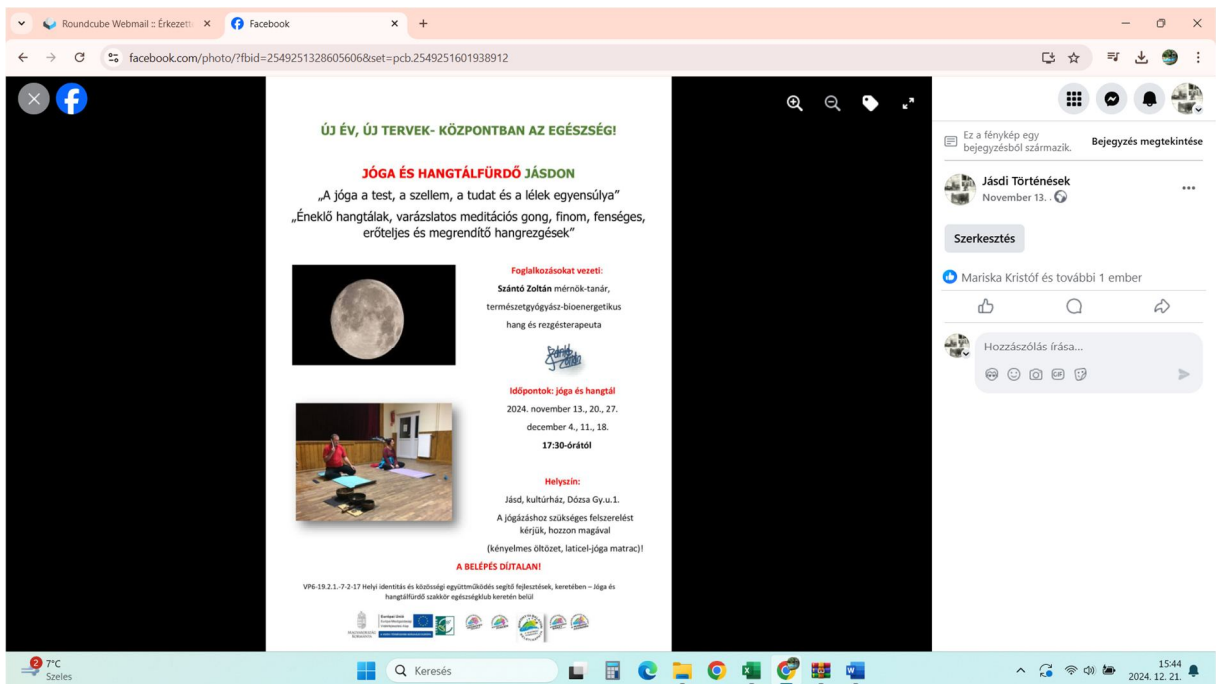 Roundcube Webmail :: Érkezett
Facebook
facebook.com/photo/?fbid=2549251328605606&set=pcb.2549251601938912
ÚJ ÉV, ÚJ TERVEK- KÖZPONTBAN AZ EGÉSZSÉG!
JÓGA ÉS HANGTÁLFÜRDŐ JÁSDON
„A jóga a test, a szellem, a tudat és a lélek egyensúlya”
„Éneklő hangtálak, varázslatos meditációs gong, finom, fenséges,
erőteljes és megrendítő hangrezgések”
Foglalkozásokat vezeti:
Szántó Zoltán mérnök-tanár,
természetgyógyász-bioenergetikus
hang és rezgésterapeuta
Időpontok: jóga és hangtál
2024. november 13., 20., 27.
december 4., 11., 18.
17:30-órától
Helyszín:
Jásd, kultúrház, Dózsa Gy.u.1.
A jógázáshoz szükséges felszerelést
kérjük, hozzon magával
(kényelmes öltözet, laticel-jóga matrac)!
A BELÉPÉS DÍJTALAN!
VP6-19.2.1.-7-2-17 Helyi identitás és közösségi együttműködés segítő fejlesztések, keretében – Jóga és
hangtálfürdő szakkör egészségklub keretén belül
Ez a fénykép egy
bejegyzésből származik.
Bejegyzés megtekintése
Jásdi Történések
November 13. ·
Szerkesztés
Mariska Kristóf és további 1 ember
Hozzászólás írása...
GIF
2
7°C
Szeles
Keresés
15:44
2024. 12. 21.